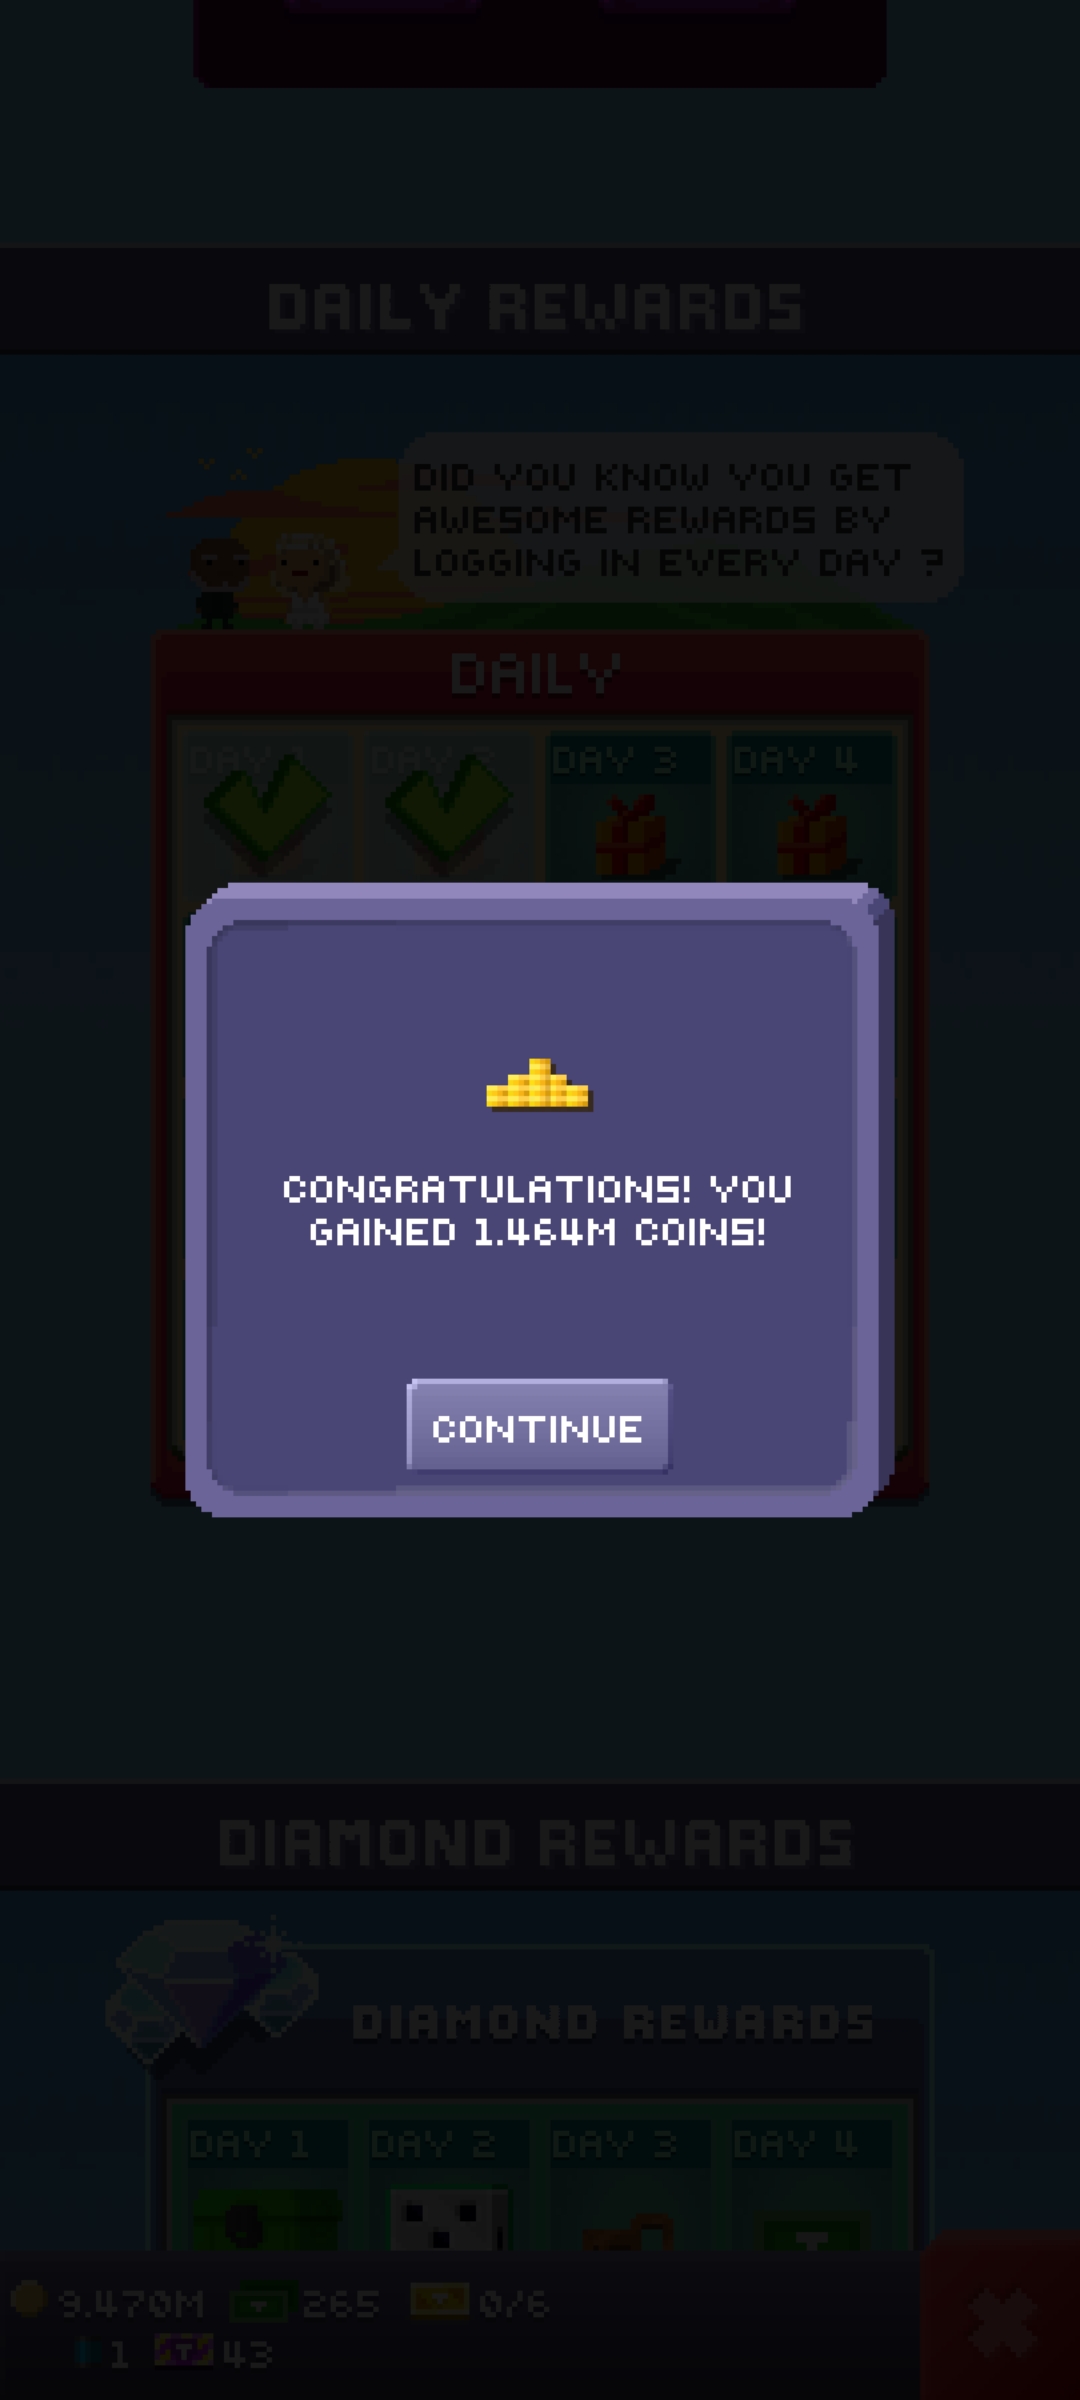 DAILY REWARDS
DID YOU KNOW YOU GET
AWESOME REWARDS BY
LOGGING IN EVERY DAY ?
DAILY
DAY 1 DAY 2 DAY 3 DAY 4
CONGRATULATIONS! YOU
GAINED 1.464M COINS!
CONTINUE
DIAMOND REWARDS
DIAMOND REWARDS
DAY 1 DAY 2 DAY 3 DAY 4
9.470M 265 0/6
1 43